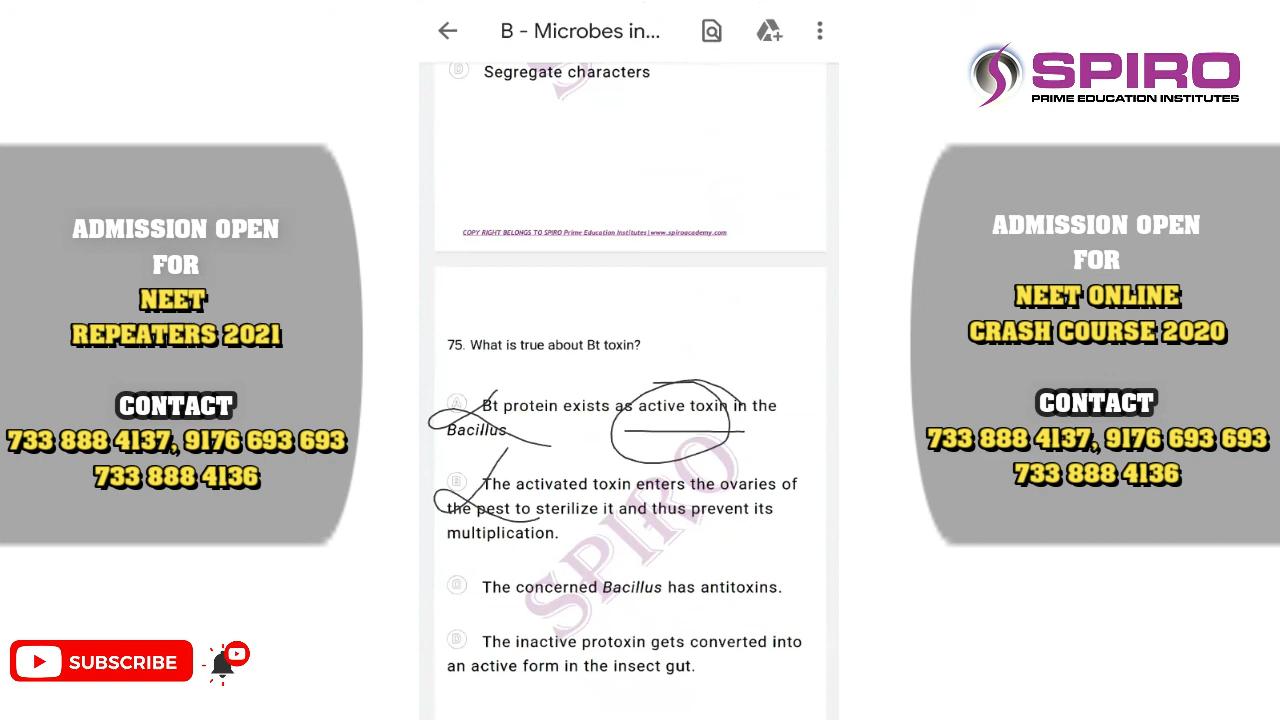 B - Microbes in...
D Segregate characters
COPY RIGHT BELONGS TO SPIRO Prime Education Institutes|www.spiroacademy.com
75. What is true about Bt toxin?
A Bt protein exists as active toxin in the
Bacillus
B The activated toxin enters the ovaries of
the pest to sterilize it and thus prevent its
multiplication.
C The concerned Bacillus has antitoxins.
D The inactive protoxin gets converted into
an active form in the insect gut.
SPIRO
ADMISSION OPEN
FOR
NEET
REPEATERS 2021
CONTACT
733 888 4137, 9176 693 693
733 888 4136
SUBSCRIBE
SPIRO
PRIME EDUCATION INSTITUTES
ADMISSION OPEN
FOR
NEET ONLINE
CRASH COURSE 2020
CONTACT
733 888 4137, 9176 693 693
733 888 4136